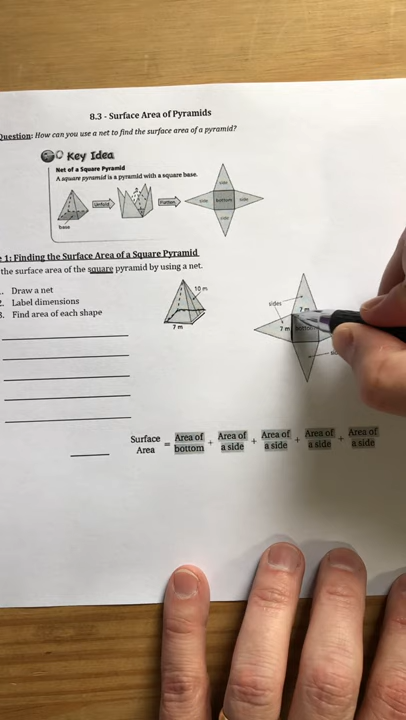 8.3 - Surface Area of Pyramids
Question: How can you use a net to find the surface area of a pyramid?
Key Idea
Net of a Square Pyramid
A square pyramid is a pyramid with a square base.
side
Unfold
Flatten
side bottom side
side
base
1: Finding the Surface Area of a Square Pyramid
the surface area of the square pyramid by using a net.
1. Draw a net
2. Label dimensions
3. Find area of each shape
10 m
7 m
sides
7 m
7 m bottom
Surface Area = Area of bottom + Area of a side + Area of a side + Area of a side + Area of a side